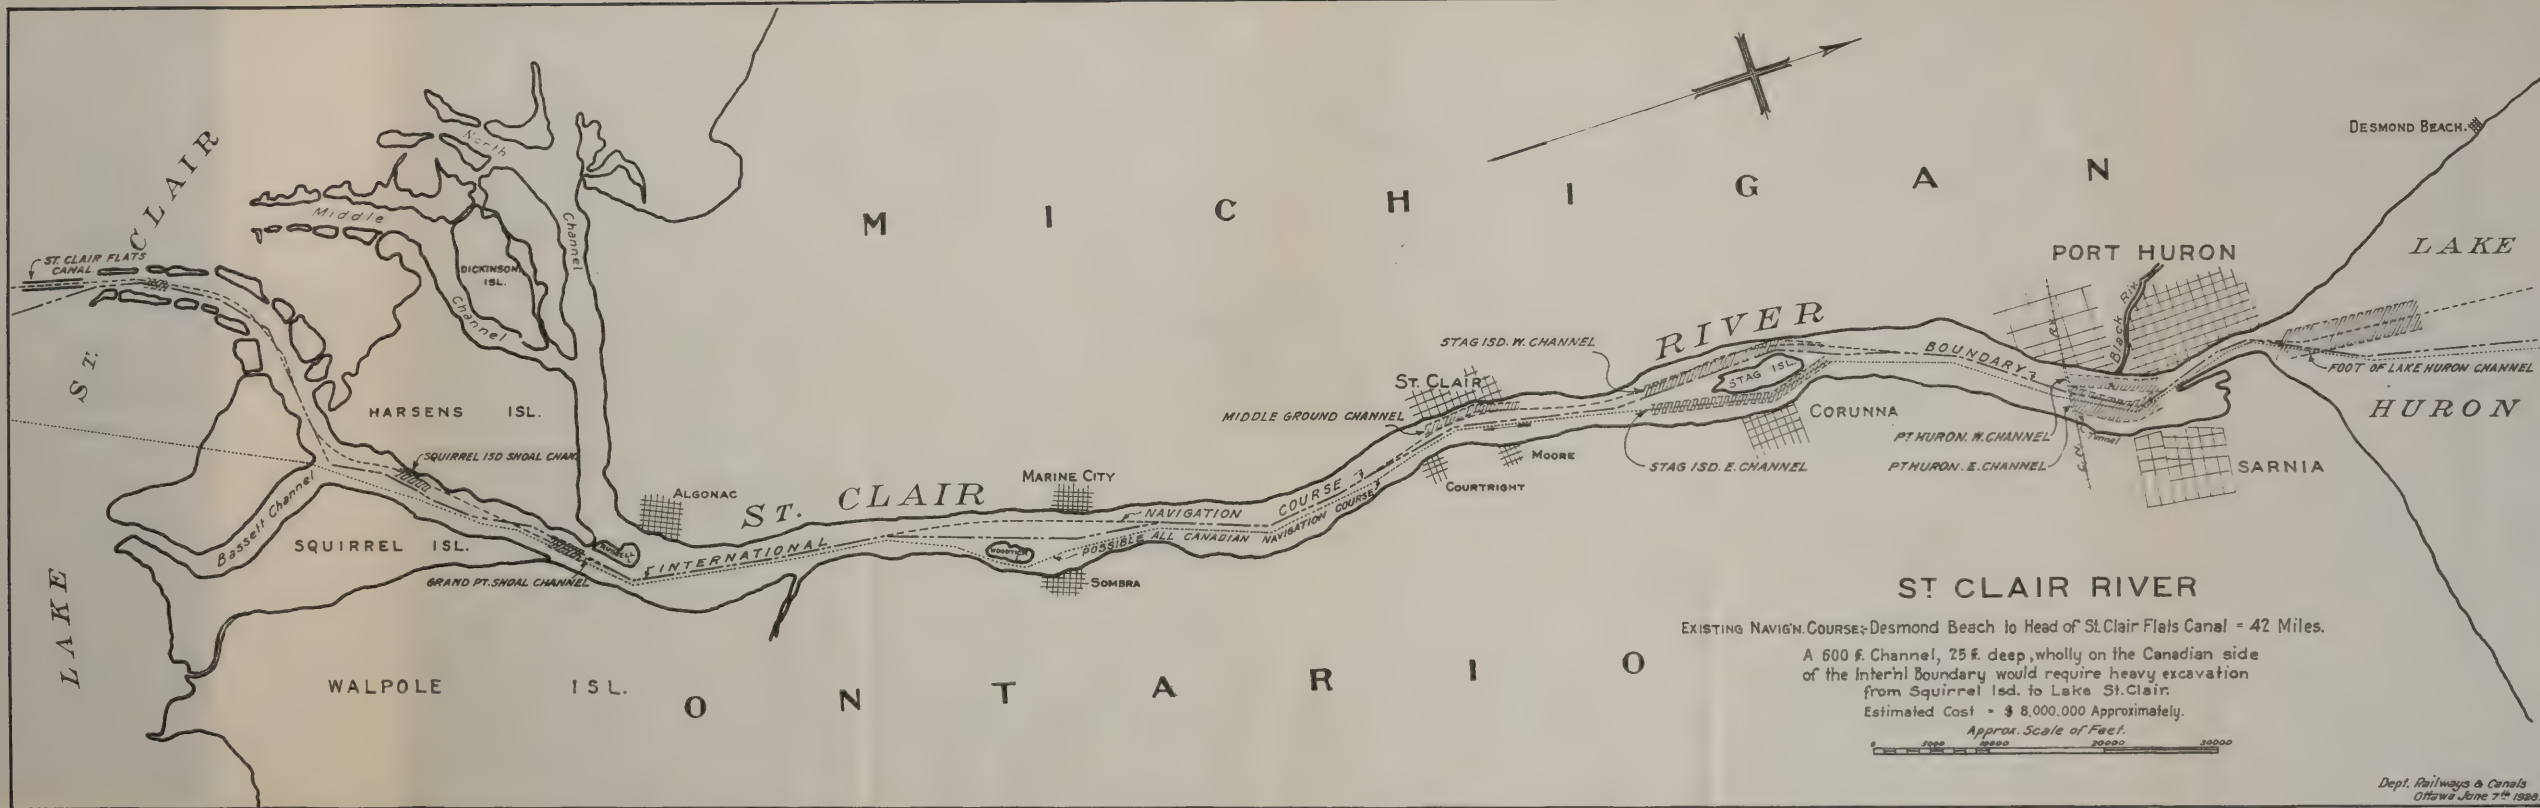 MICHIGAN
DESMOND BEACH.
LAKE
HURON
PORT HURON
Black Riv.
ST. CLAIR FLATS
CANAL
LAKE
ST.
CLAIR
North
Channel
Middle
Channel
DICKINSON
ISL.
HARSENS ISL.
SQUIRREL ISD SHOAL CHAN.
Bassett Channel
SQUIRREL ISL.
GRAND PT. SHOAL CHANNEL
RUSSELL
WALPOLE ISL.
ALGONAC
ST. CLAIR
RIVER
MARINE CITY
NAVIGATION
COURSE
INTERNATIONAL
BOUNDARY
POSSIBLE ALL CANADIAN NAVIGATION COURSE
SOMBRA
STAG ISD. W. CHANNEL
ST. CLAIR
MIDDLE GROUND CHANNEL
STAG ISL.
CORUNNA
MOORE
COURTRIGHT
STAG ISD. E. CHANNEL
PT HURON. W. CHANNEL
PT HURON. E. CHANNEL
Tunnel
SARNIA
FOOT OF LAKE HURON CHANNEL
ONTARIO
ST CLAIR RIVER
EXISTING NAVIG'N. COURSE:-Desmond Beach to Head of St. Clair Flats Canal = 42 Miles.
A 600 ft. Channel, 25 ft. deep, wholly on the Canadian side
of the Inter'nl Boundary would require heavy excavation
from Squirrel Isd. to Lake St. Clair.
Estimated Cost = $ 8,000,000 Approximately.
Approx. Scale of Feet.
0 5000 10000 20000 30000
Dept. Railways & Canals
Ottawa June 7th 1928